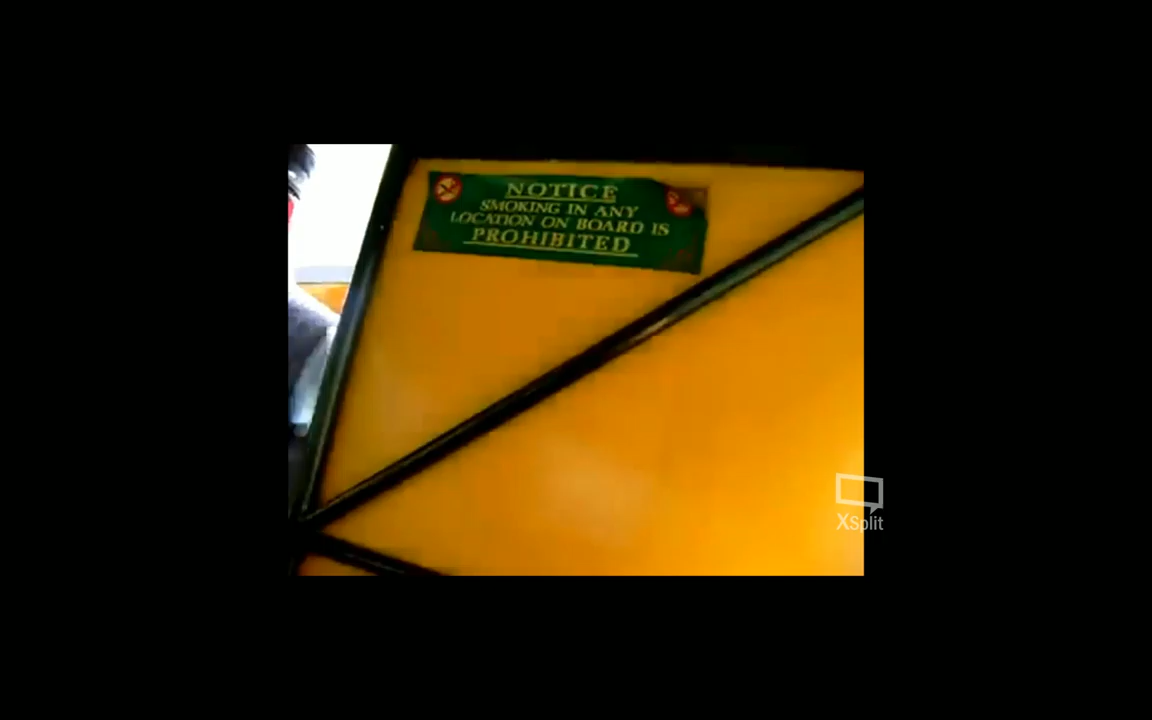 NOTICE
SMOKING IN ANY
LOCATION ON BOARD IS
PROHIBITED
XSplit